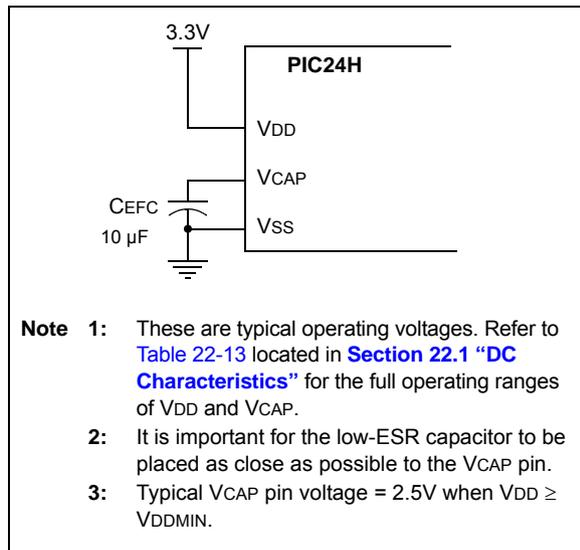 3.3V
PIC24H
VDD
VCAP
CEFC
10 µF
VSS
Note 1: These are typical operating voltages. Refer to
Table 22-13 located in Section 22.1 “DC
Characteristics” for the full operating ranges
of VDD and VCAP.
2: It is important for the low-ESR capacitor to be
placed as close as possible to the VCAP pin.
3: Typical VCAP pin voltage = 2.5V when VDD ≥
VDDMIN.